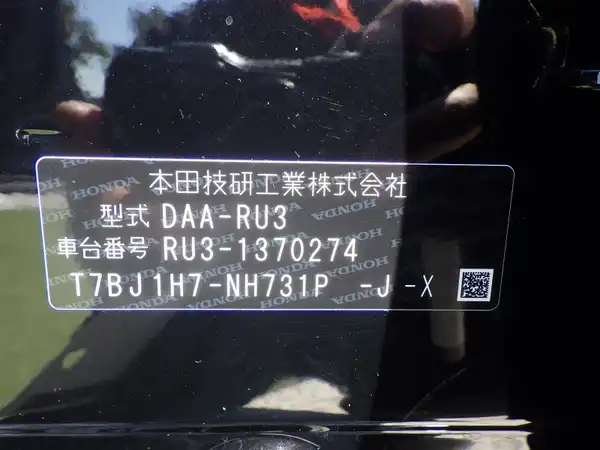 本田技研工業株式会社
型式 DAA-RU3
車台番号 RU3-1370274
T7BJ1H7-NH731P -J -X